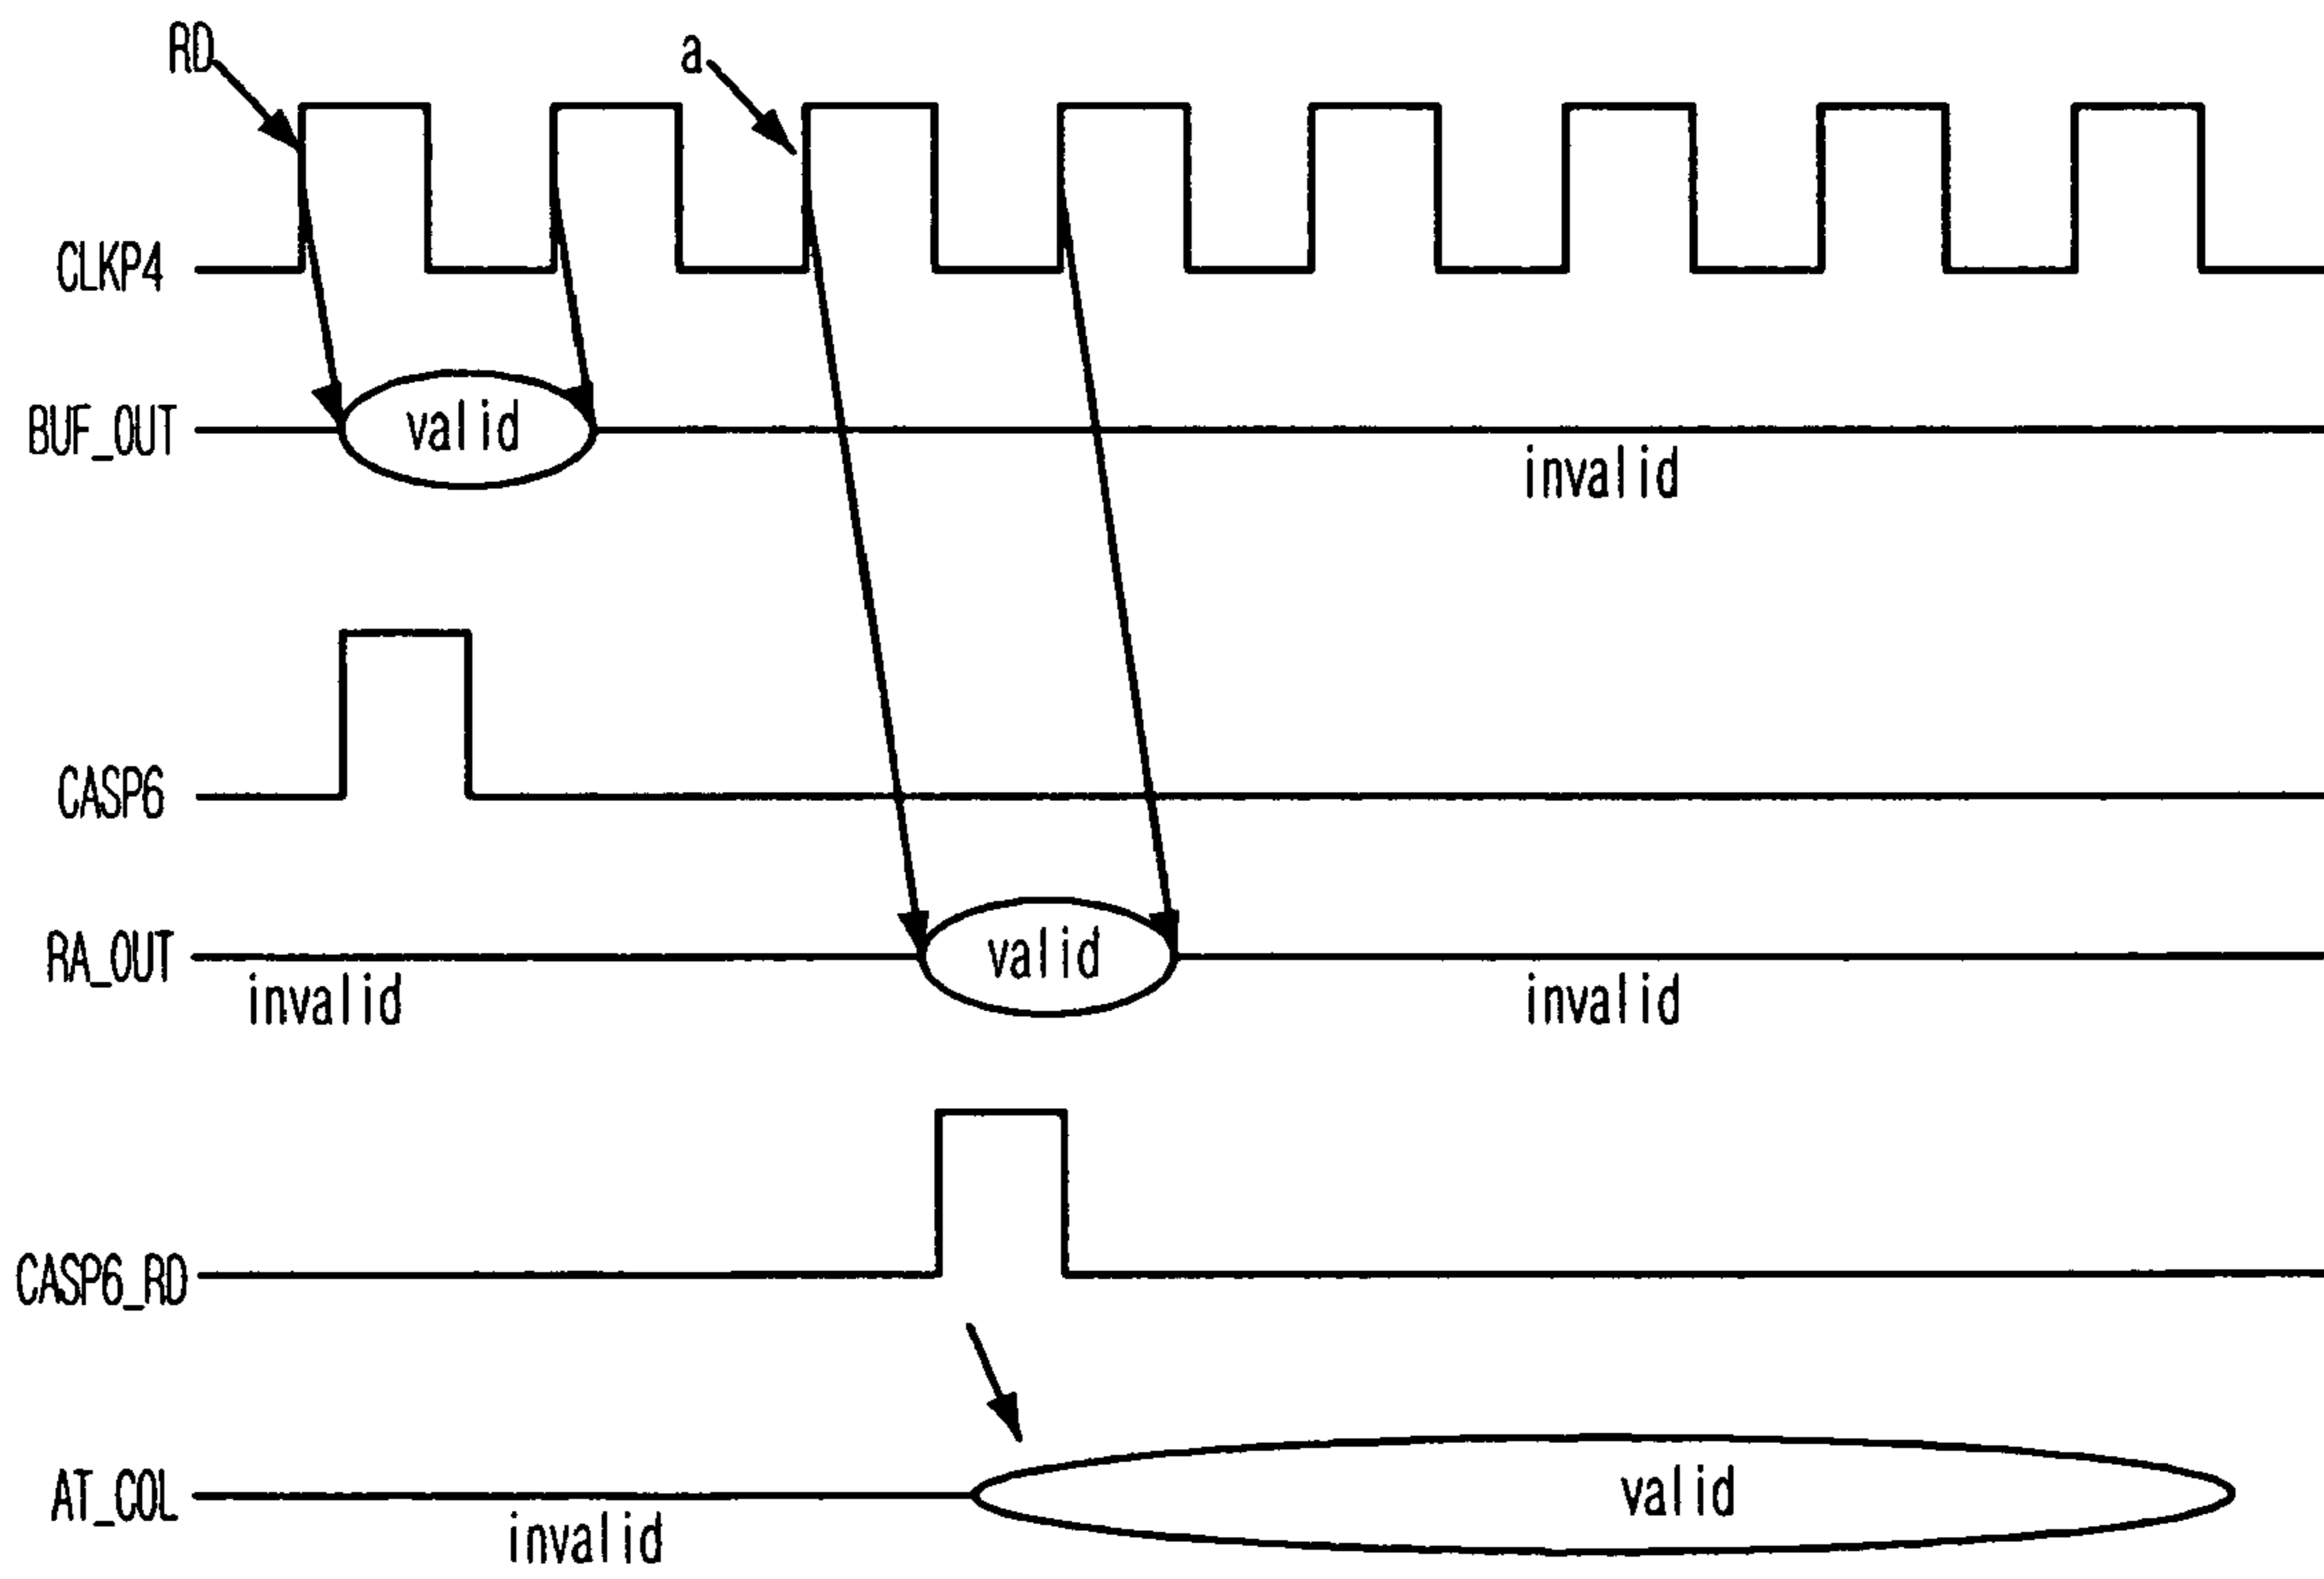 RD
a
CLKP4
BUF_OUT
valid
invalid
CASP6
RA_OUT
invalid
valid
invalid
CASP6_RD
AT_COL
invalid
valid